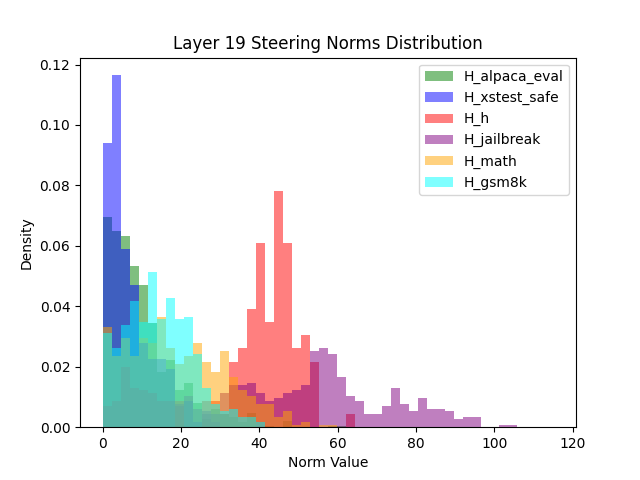 Layer 19 Steering Norms Distribution
H_alpaca_eval
H_xstest_safe
H_h
H_jailbreak
H_math
H_gsm8k
Density
0.12
0.10
0.08
0.06
0.04
0.02
0.00
0 20 40 60 80 100 120
Norm Value